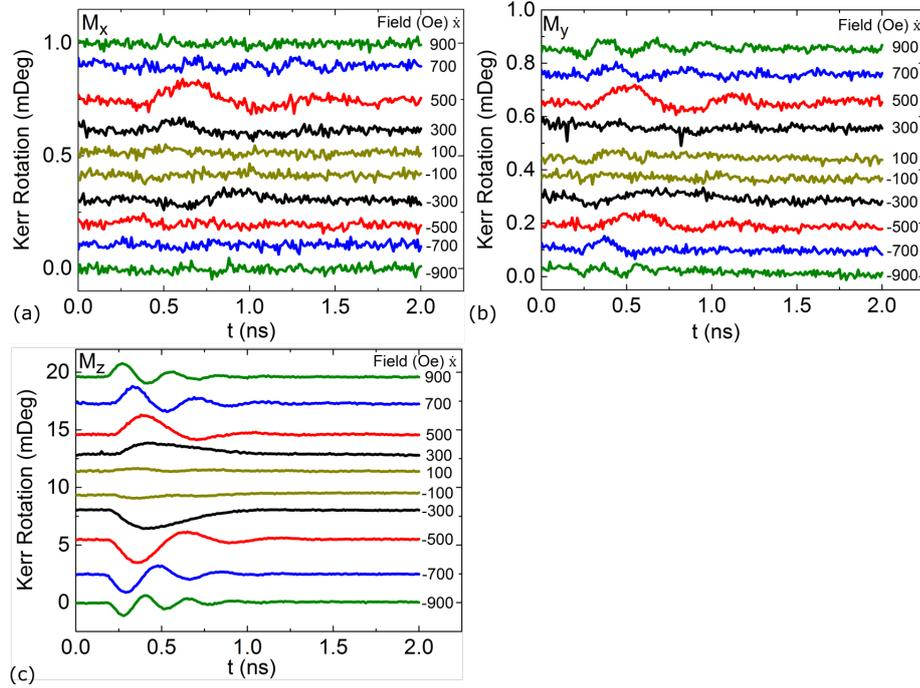 Mx
Field (Oe) ẋ
Kerr Rotation (mDeg)
1.0
0.5
0.0
900
700
500
300
100
-100
-300
-500
-700
-900
0.0 0.5 1.0 1.5 2.0
t (ns)
(a)
My
Field (Oe) ẋ
Kerr Rotation (mDeg)
1.0
0.8
0.6
0.4
0.2
0.0
900
700
500
300
100
-100
-300
-500
-700
-900
0.0 0.5 1.0 1.5 2.0
t (ns)
(b)
Mz
Field (Oe) ẋ
Kerr Rotation (mDeg)
20
15
10
5
0
900
700
500
300
100
-100
-300
-500
-700
-900
0.0 0.5 1.0 1.5 2.0
t (ns)
(c)